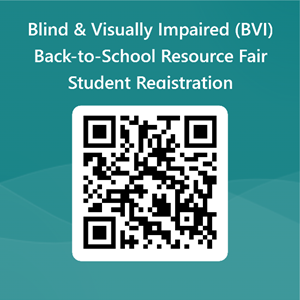 Blind & Visually Impaired (BVI)
Back-to-School Resource Fair
Student Registration